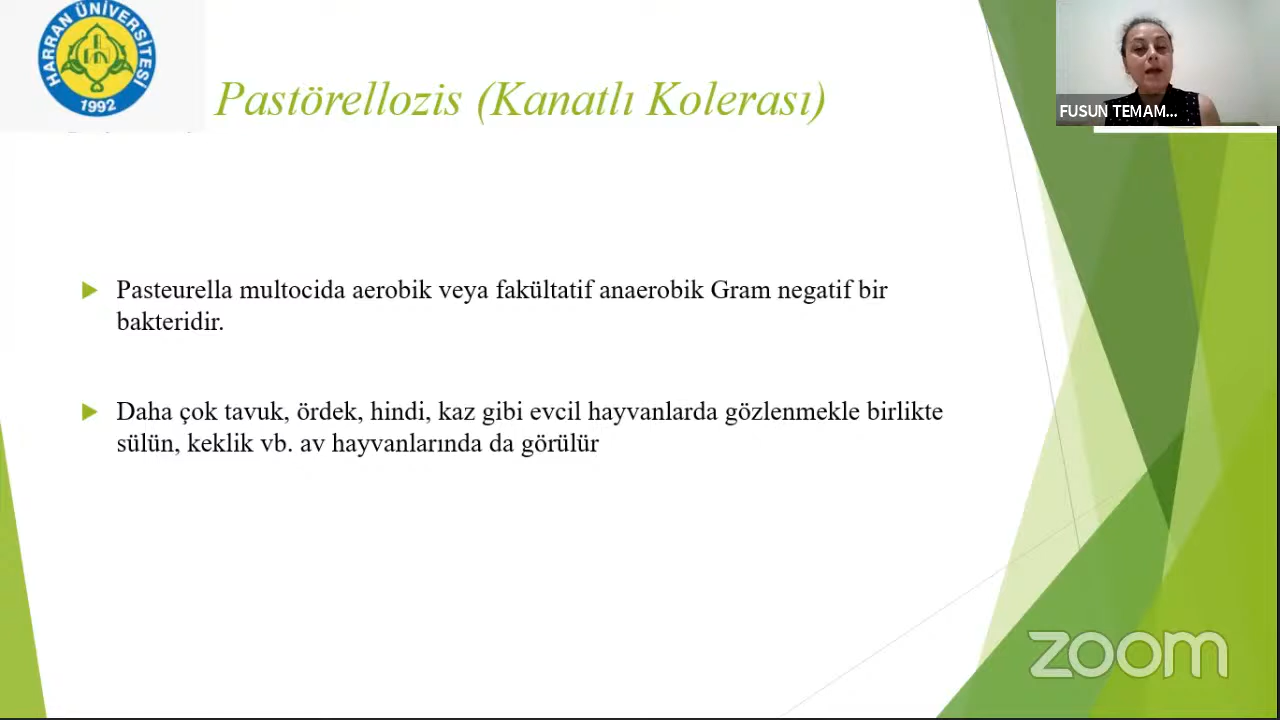 HARRAN ÜNİVERSİTESİ
1992
Pastörellozis (Kanatlı Kolerası)
FUSUN TEMAM...
Pasteurella multocida aerobik veya fakültatif anaerobik Gram negatif bir
bakteridir.
Daha çok tavuk, ördek, hindi, kaz gibi evcil hayvanlarda gözlenmekle birlikte
sülün, keklik vb. av hayvanlarında da görülür
zoom